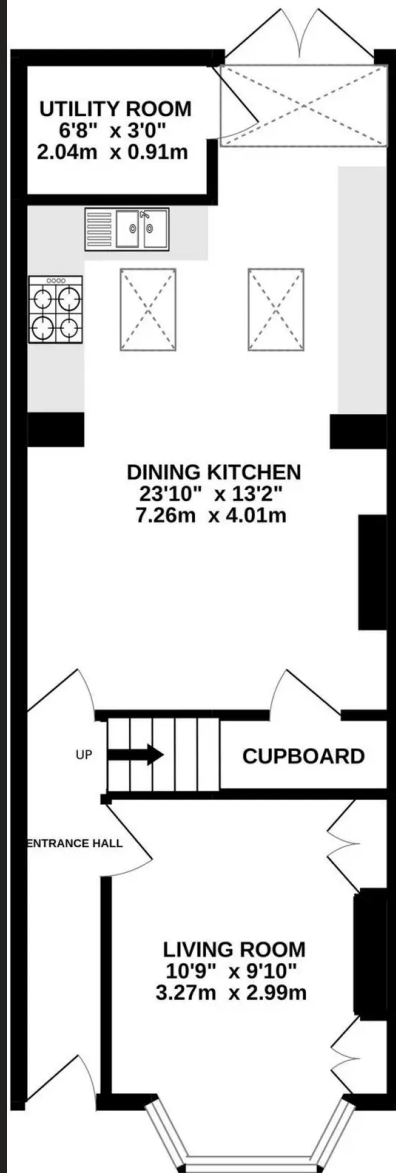 UTILITY ROOM
6'8" x 3'0"
2.04m x 0.91m
DINING KITCHEN
23'10" x 13'2"
7.26m x 4.01m
UP
CUPBOARD
ENTRANCE HALL
LIVING ROOM
10'9" x 9'10"
3.27m x 2.99m